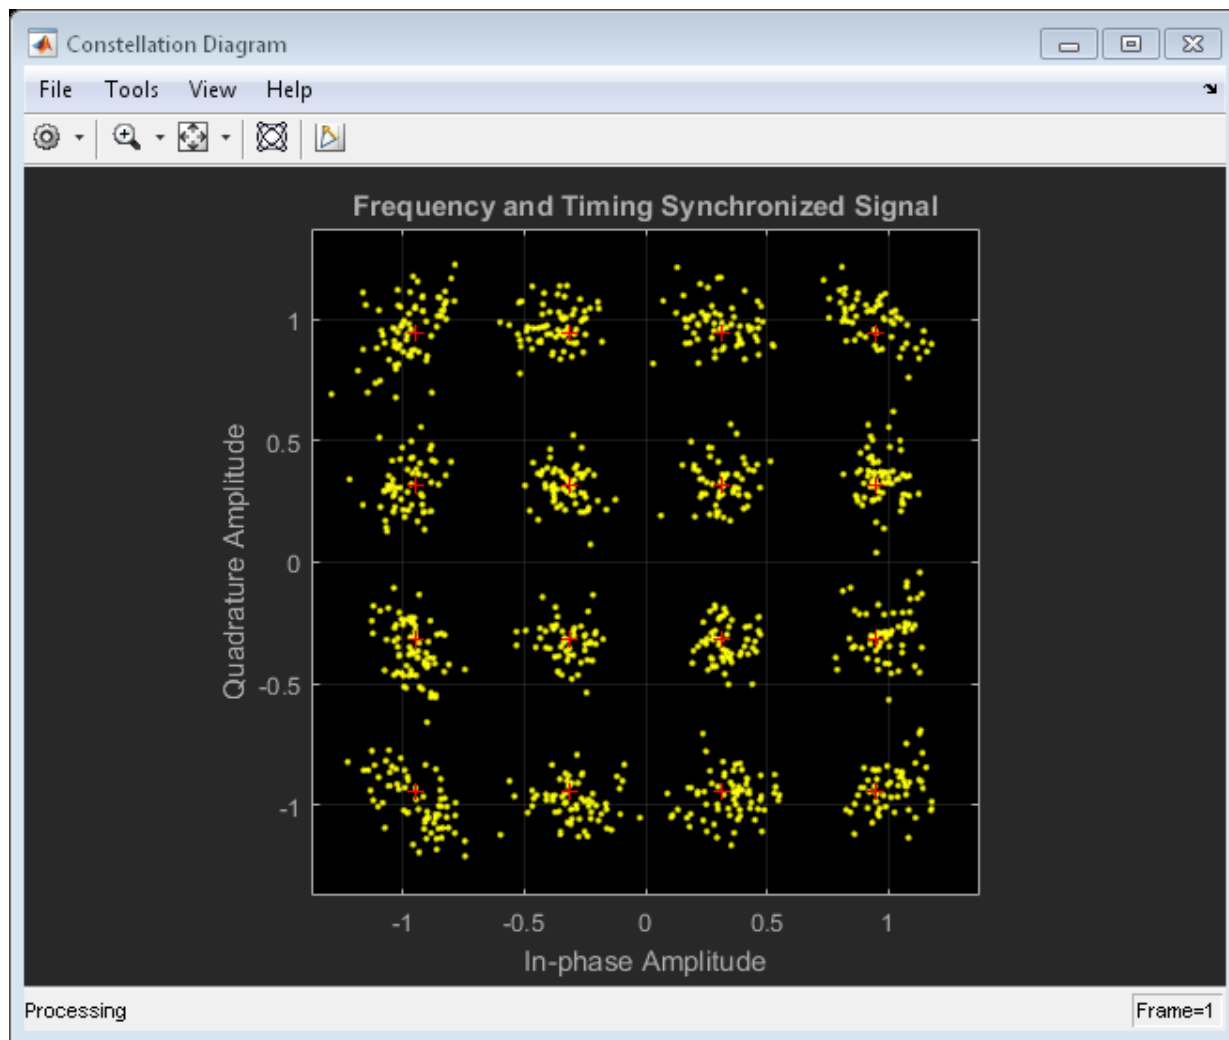 Constellation Diagram
File Tools View Help
Frequency and Timing Synchronized Signal
Quadrature Amplitude
1
0.5
0
-0.5
-1
-1 -0.5 0 0.5 1
In-phase Amplitude
Processing Frame=1